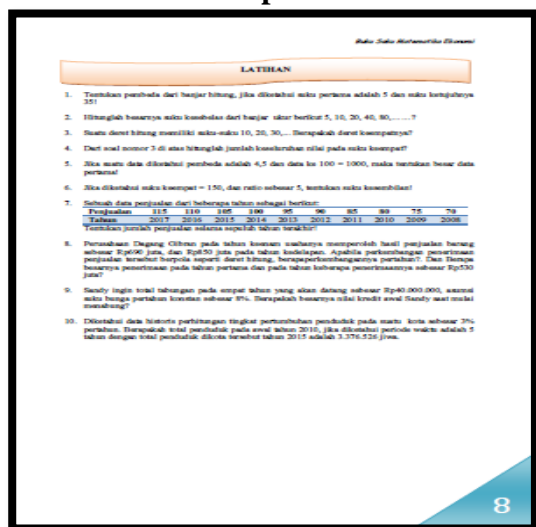 Buku Saku Matematika Ekonomi
LATIHAN
1. Tentukan pembeda dari banjar hitung, jika diketahui suku pertama adalah 5 dan suku ketujuhnya
35!
2. Hitunglah besarnya suku kesebelas dari banjar ukur berikut 5, 10, 20, 40, 80,......?
3. Suatu deret hitung memiliki suku-suku 10, 20, 30,... Berapakah deret keempatnya?
4. Dari soal nomor 3 di atas hitunglah jumlah keseluruhan nilai pada suku keempat?
5. Jika suatu data diketahui pembeda adalah 4,5 dan data ke 100 = 1000, maka tentukan besar data
pertama!
6. Jika diketahui suku keempat = 150, dan ratio sebesar 5, tentukan suku kesembilan!
7. Sebuah data penjualan dari beberapa tahun sebagai berikut:
Penjualan 115 110 105 100 95 90 85 80 75 70
Tahun 2017 2016 2015 2014 2013 2012 2011 2010 2009 2008
Tentukan jumlah penjualan selama sepuluh tahun terakhir!
8. Perusahaan Dagang Gibran pada tahun keenam usahanya memperoleh hasil penjualan barang
sebesar Rp690 juta, dan Rp850 juta pada tahun kedelapan. Apabila perkembangan penerimaan
penjualan tersebut berpola seperti deret hitung, berapaperkembangannya pertahun?. Dan Berapa
besarnya penerimaan pada tahun pertama dan pada tahun keberapa penerimaannya sebesar Rp530
juta?
9. Sandy ingin total tabungan pada empat tahun yang akan datang sebesar Rp40.000.000, asumsi
suku bunga pertahun konstan sebesar 8%. Berapakah besarnya nilai kredit awal Sandy saat mulai
menabung?
10. Diketahui data historis perhitungan tingkat pertumbuhan penduduk pada suatu kota sebesar 3%
pertahun. Berapakah total penduduk pada awal tahun 2010, jika diketahui periode waktu adalah 5
tahun dengan total penduduk dikota tersebut tahun 2015 adalah 3.376.526 jiwa.
8